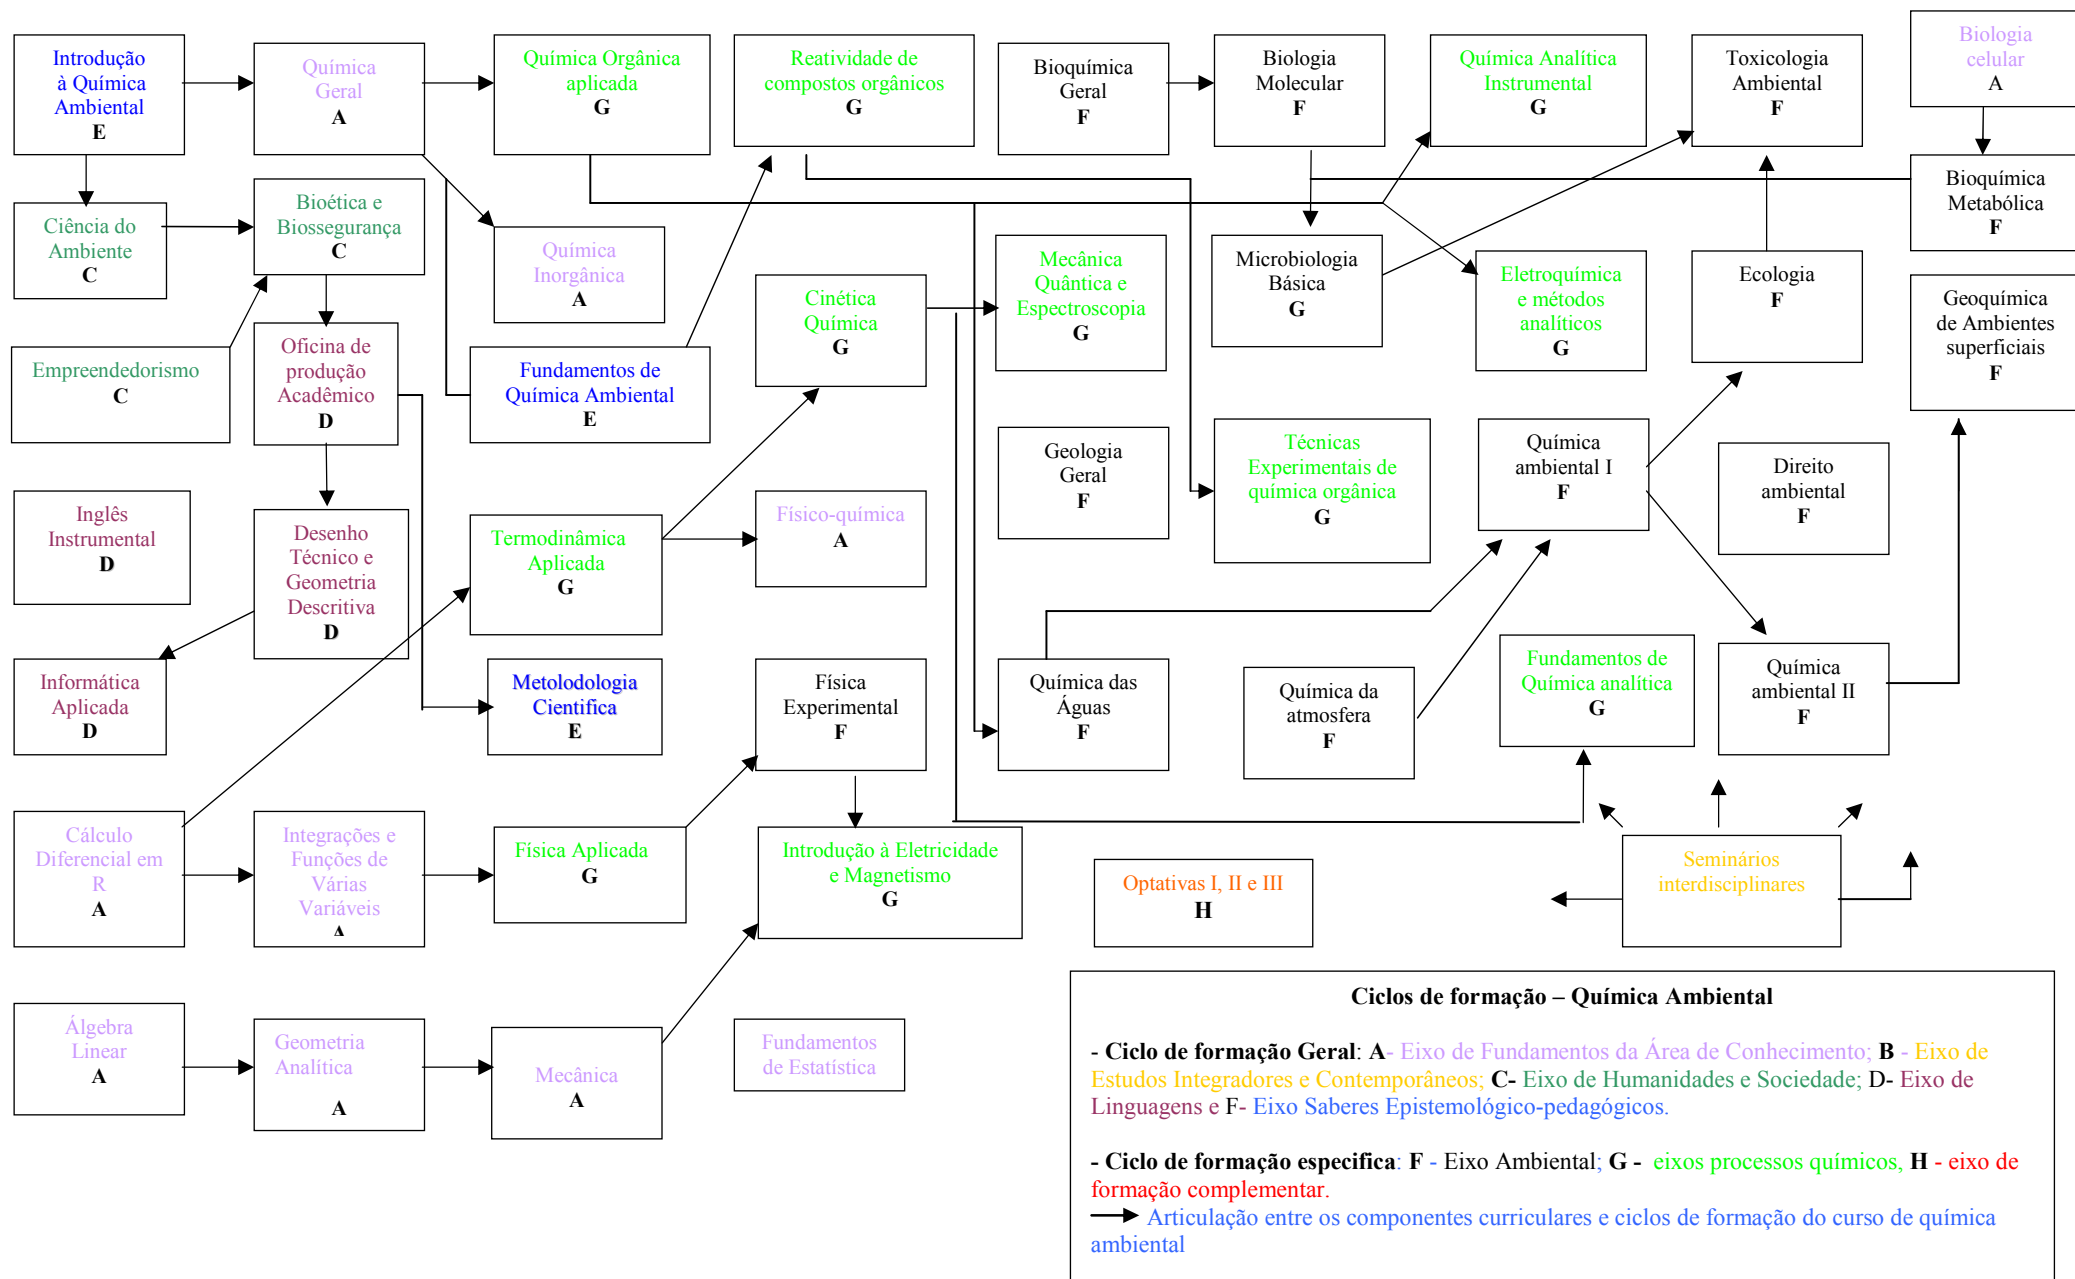 Introdução
à Química
Ambiental
E
Química
Geral
A
Química Orgânica
aplicada
G
Reatividade de
compostos orgânicos
G
Bioquímica
Geral
F
Biologia
Molecular
F
Química Analítica
Instrumental
G
Toxicologia
Ambiental
F
Biologia
celular
A
Ciência do
Ambiente
C
Bioética e
Biossegurança
C
Química
Inorgânica
A
Cinética
Química
G
Mecânica
Quântica e
Espectroscopia
G
Microbiologia
Básica
G
Eletroquímica
e métodos
analíticos
G
Ecologia
F
Bioquímica
Metabólica
F
Geoquímica
de Ambientes
superficiais
F
Empreendedorismo
C
Oficina de
produção
Acadêmico
D
Fundamentos de
Química Ambiental
E
Geologia
Geral
F
Técnicas
Experimentais de
química orgânica
G
Química
ambiental I
F
Direito
ambiental
F
Inglês
Instrumental
D
Desenho
Técnico e
Geometria
Descritiva
D
Termodinâmica
Aplicada
G
Físico-química
A
Informática
Aplicada
D
Metolodologia
Cientifica
E
Física
Experimental
F
Química das
Águas
F
Química da
atmosfera
F
Fundamentos de
Química analítica
G
Química
ambiental II
F
Cálculo
Diferencial em
R
A
Integrações e
Funções de
Várias
Variáveis
A
Física Aplicada
G
Introdução à Eletricidade
e Magnetismo
G
Optativas I, II e III
H
Seminários
interdisciplinares
Álgebra
Linear
A
Geometria
Analítica
A
Mecânica
A
Fundamentos
de Estatística
Ciclos de formação – Química Ambiental
- Ciclo de formação Geral: A- Eixo de Fundamentos da Área de Conhecimento; B - Eixo de
Estudos Integradores e Contemporâneos; C- Eixo de Humanidades e Sociedade; D- Eixo de
Linguagens e F- Eixo Saberes Epistemológico-pedagógicos.
- Ciclo de formação especifica: F - Eixo Ambiental; G - eixos processos químicos, H - eixo de
formação complementar.
Articulação entre os componentes curriculares e ciclos de formação do curso de química
ambiental